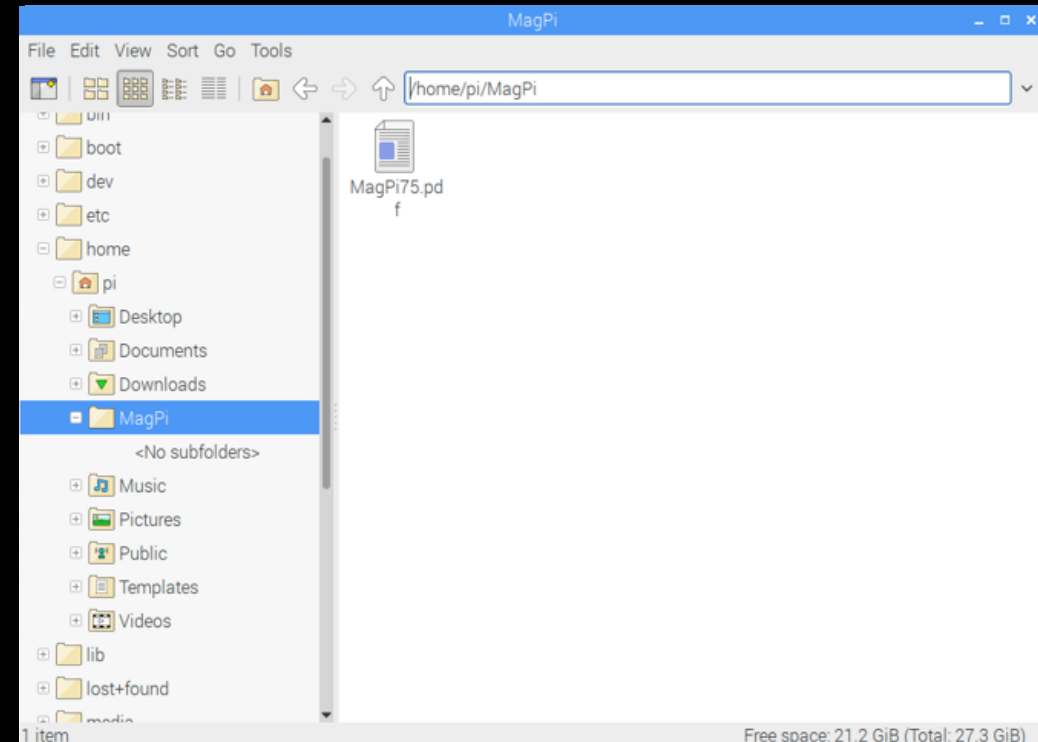 MagPi
File Edit View Sort Go Tools
/home/pi/MagPi
bin
boot
dev
etc
home
pi
Desktop
Documents
Downloads
MagPi
<No subfolders>
Music
Pictures
Public
Templates
Videos
lib
lost+found
media
MagPi75.pd
f
1 item
Free space: 21.2 GiB (Total: 27.3 GiB)